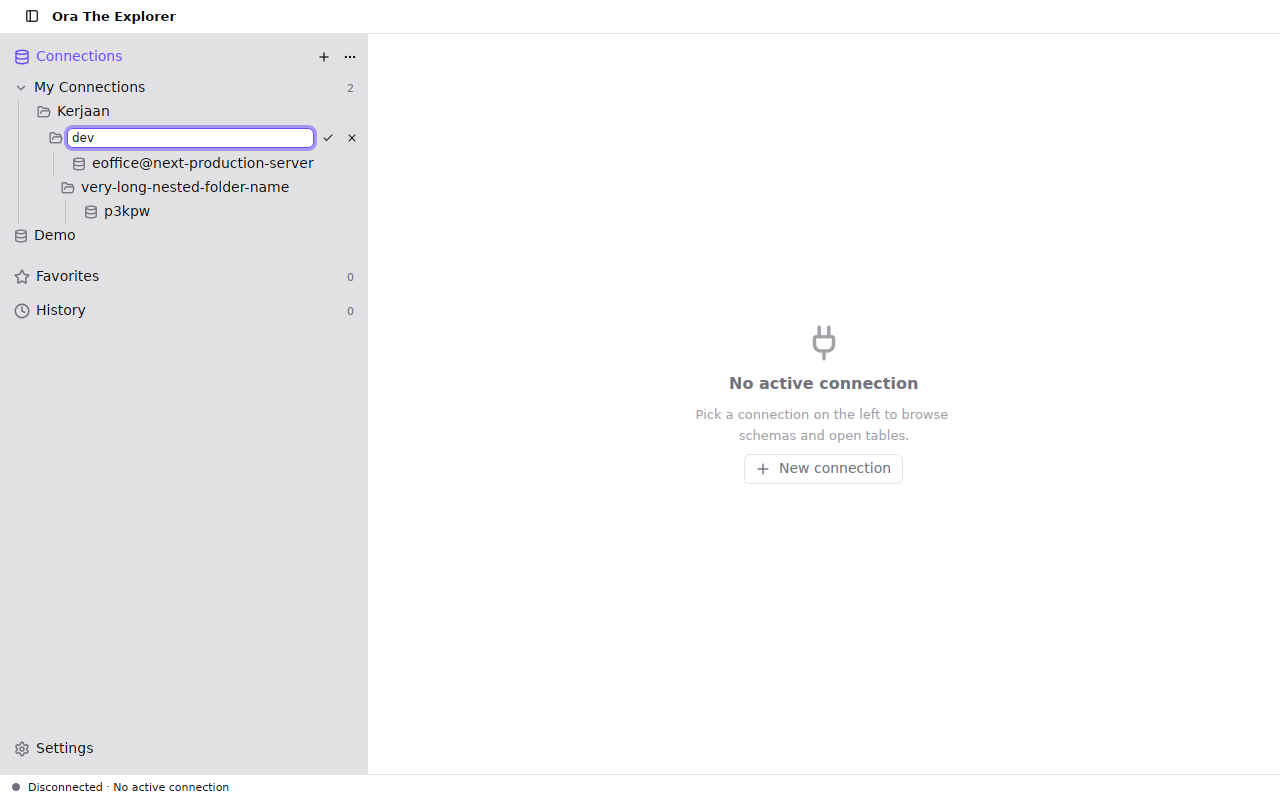 Ora The Explorer
Connections
My Connections 2
Kerjaan
dev
eoffice@next-production-server
very-long-nested-folder-name
p3kpw
Demo
Favorites 0
History 0
No active connection
Pick a connection on the left to browse
schemas and open tables.
New connection
Settings
Disconnected · No active connection